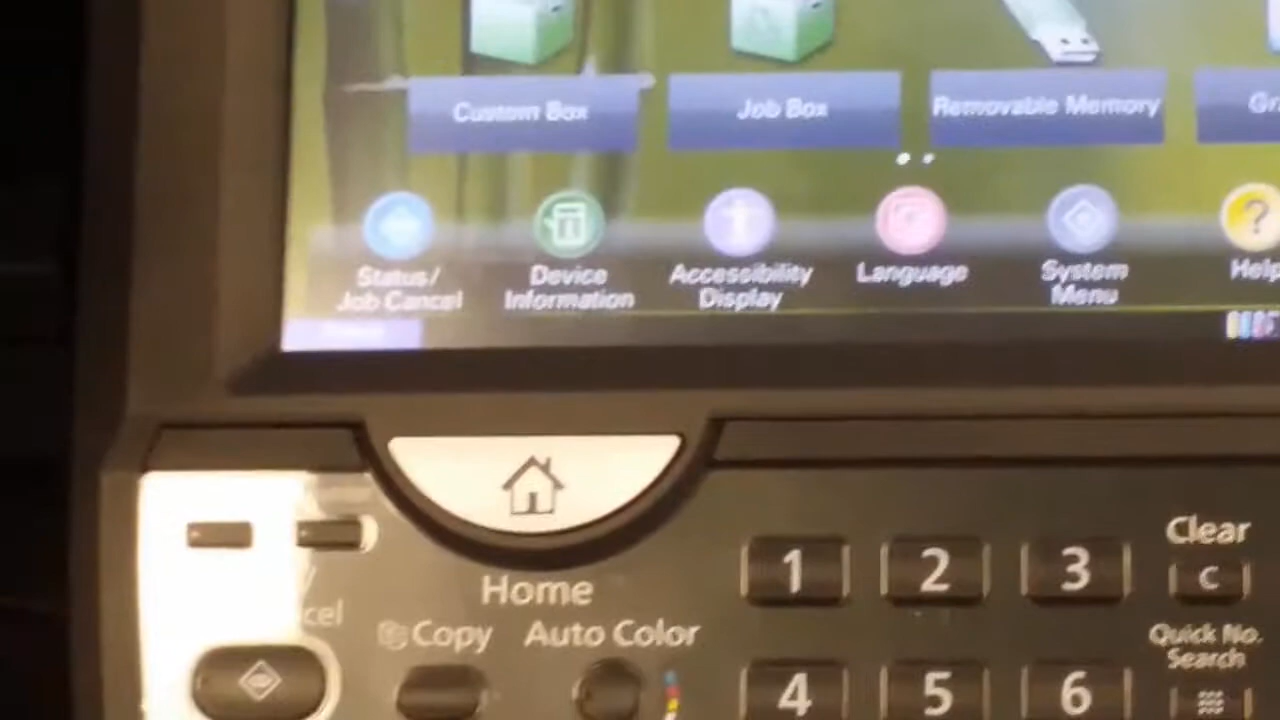 Custom Box
Job Box
Removable Memory
Status/
Job Cancel
Device
Information
Accessibility
Display
Language
System
Menu
?
Help
Home
Copy
Auto Color
1
2
3
Clear
C
Quick No.
Search
4
5
6